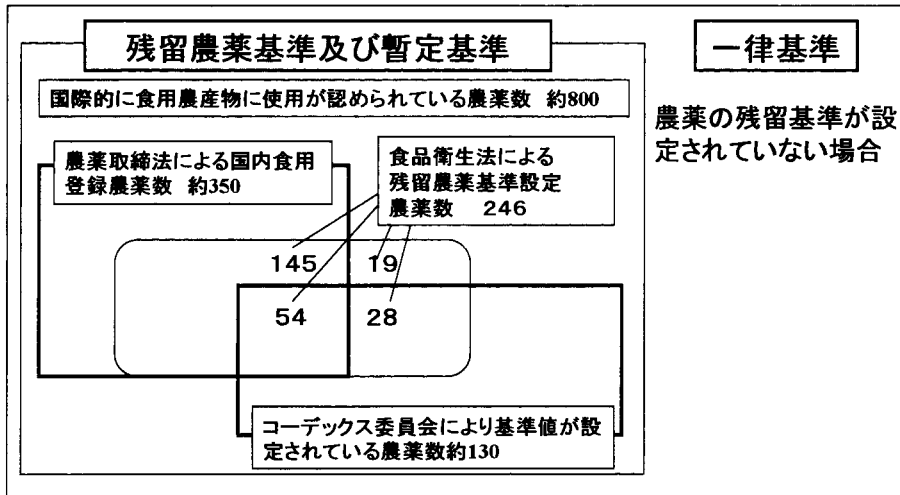 残留農薬基準及び暫定基準
一律基準
国際的に食用農産物に使用が認められている農薬数 約800
農薬の残留基準が設
定されていない場合
農薬取締法による国内食用
登録農薬数 約350
食品衛生法による
残留農薬基準設定
農薬数 246
145
19
54
28
コーデックス委員会により基準値が設
定されている農薬数約130